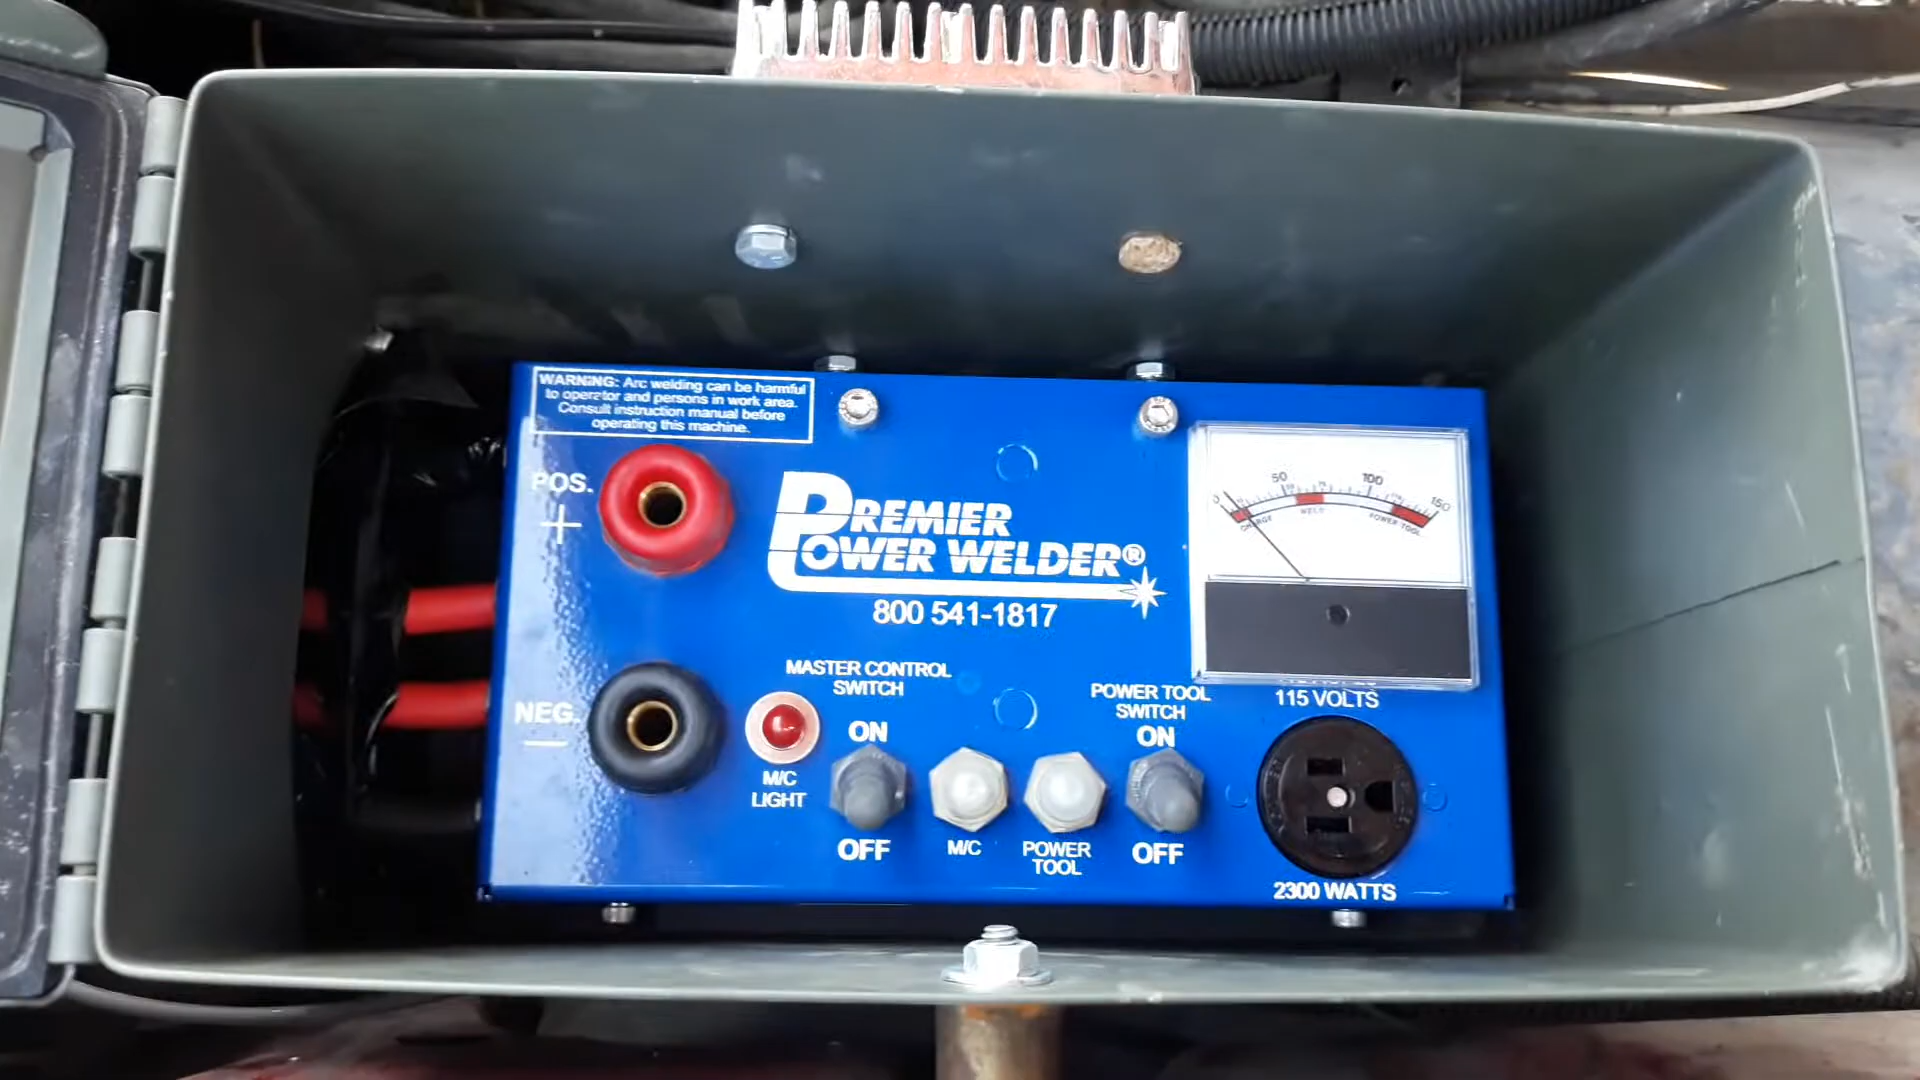 WARNING: Arc welding can be harmful
to operator and persons in work area.
Consult instruction manual before
operating this machine.
POS.
+
PREMIER
POWER WELDER®
800 541-1817
0 50 100 150
CHARGE WELD POWER TOOL
NEG.
−
MASTER CONTROL
SWITCH
ON
OFF
M/C
LIGHT
M/C
POWER
TOOL
POWER TOOL
SWITCH
ON
OFF
115 VOLTS
2300 WATTS